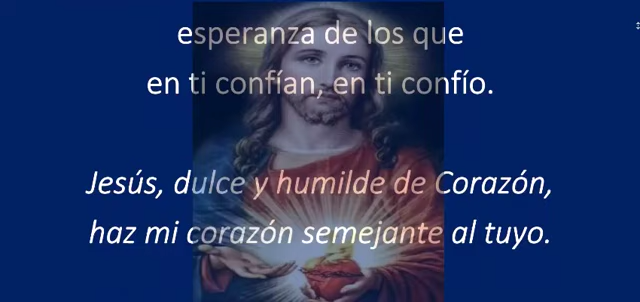 esperanza de los que
en ti confían, en ti confío.
Jesús, dulce y humilde de Corazón,
haz mi corazón semejante al tuyo.